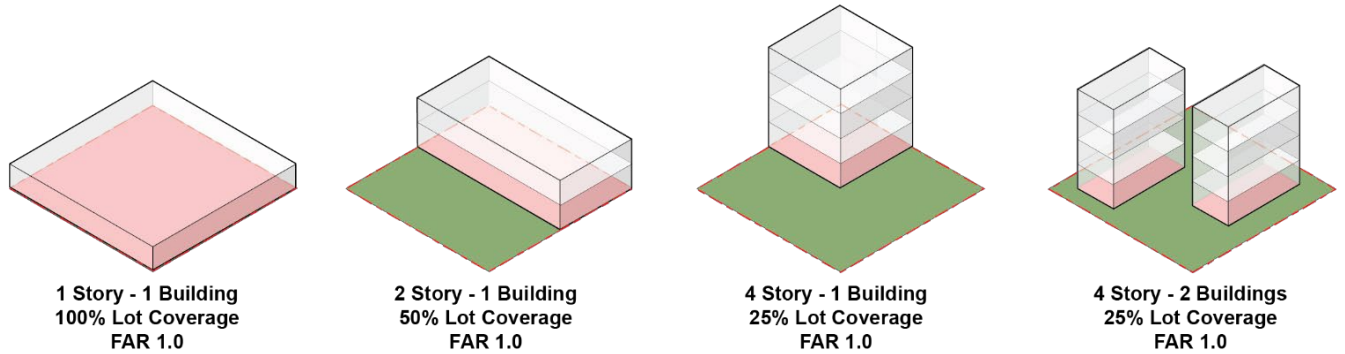 1 Story - 1 Building
100% Lot Coverage
FAR 1.0
2 Story - 1 Building
50% Lot Coverage
FAR 1.0
4 Story - 1 Building
25% Lot Coverage
FAR 1.0
4 Story - 2 Buildings
25% Lot Coverage
FAR 1.0